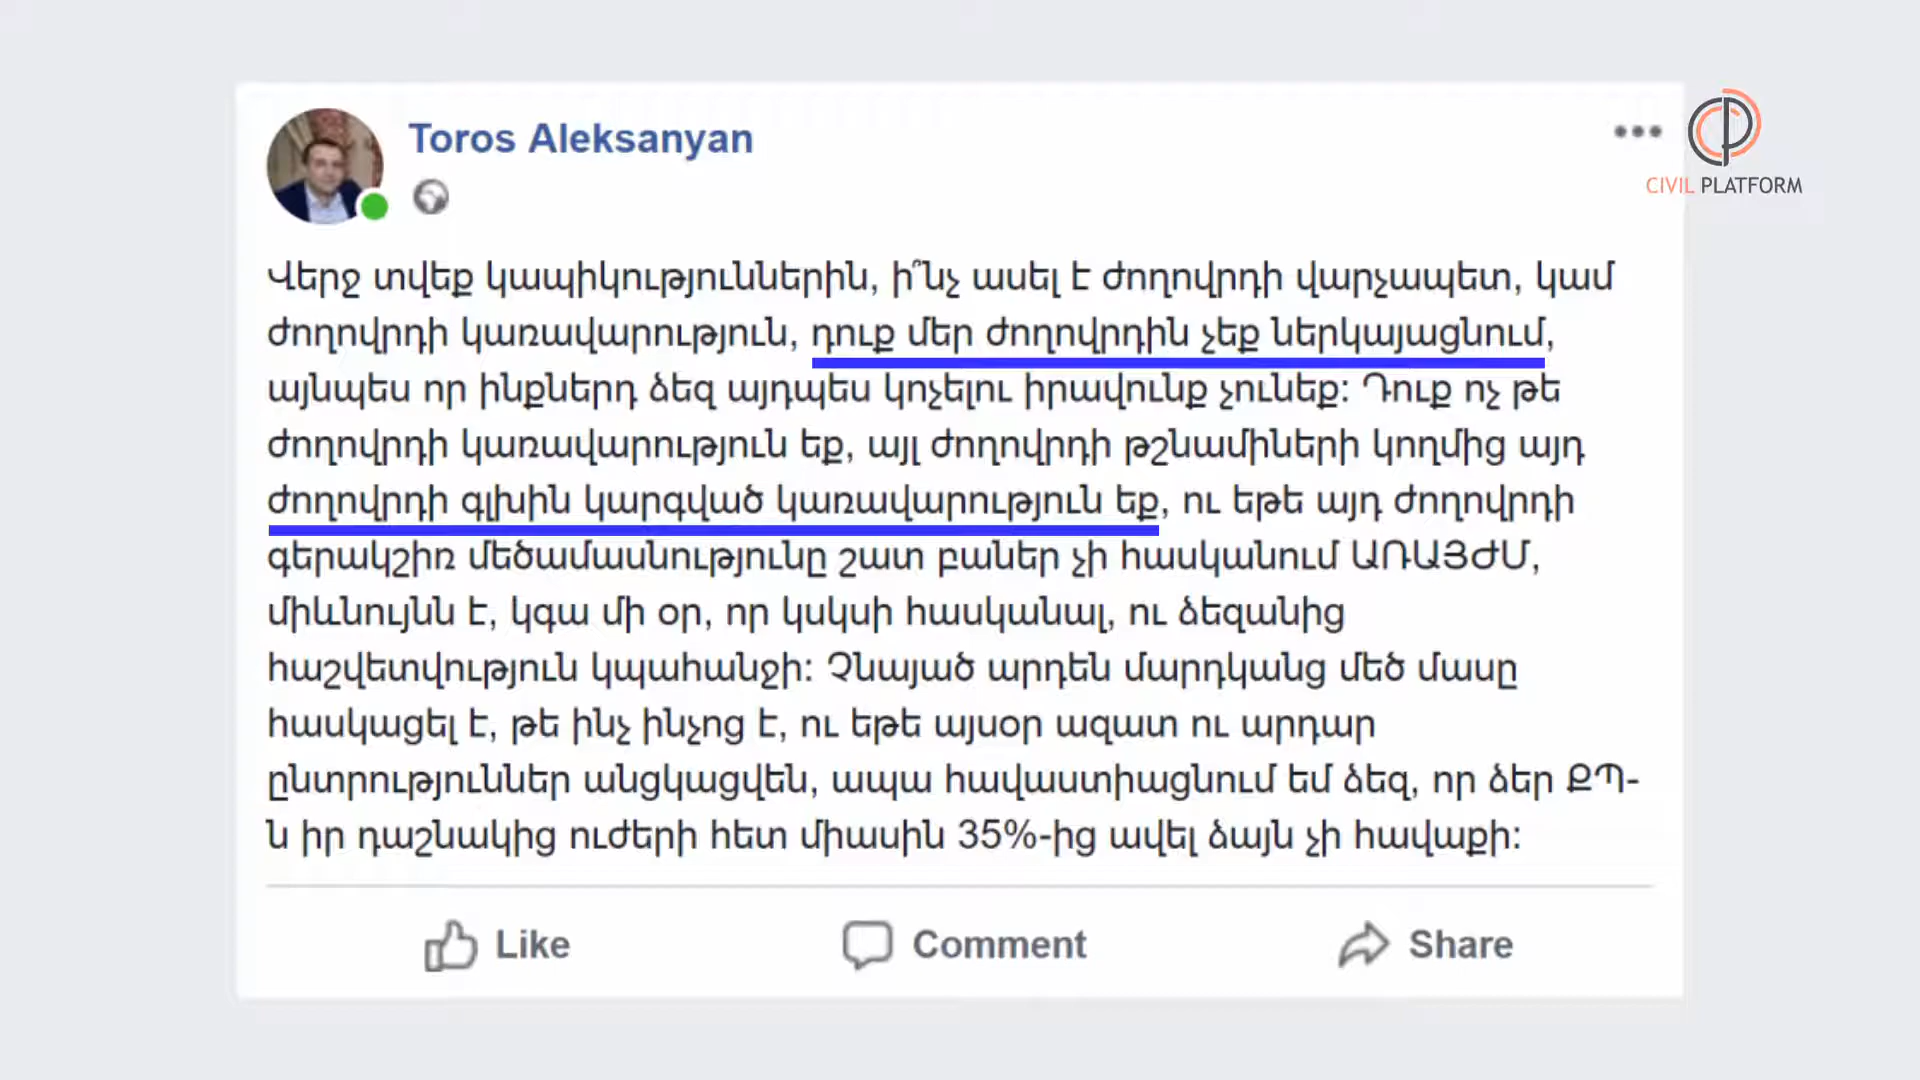 Toros Aleksanyan
CIVIL PLATFORM
Վերջ տվեք կապիկություններին, ի՞նչ ասել է ժողովրդի վարչապետ, կամ
ժողովրդի կառավարություն, դուք մեր ժողովրդին չեք ներկայացնում,
այնպես որ ինքներդ ձեզ այդպես կոչելու իրավունք չունեք: Դուք ոչ թե
ժողովրդի կառավարություն եք, այլ ժողովրդի թշնամիների կողմից այդ
ժողովրդի գլխին կարգված կառավարություն եք, ու եթե այդ ժողովրդի
գերակշիռ մեծամասնությունը շատ բաներ չի հասկանում ԱՌԱՅԺՄ,
միևնույնն է, կգա մի օր, որ կսկսի հասկանալ, ու ձեզանից
հաշվետվություն կպահանջի: Չնայած արդեն մարդկանց մեծ մասը
հասկացել է, թե ինչ ինչոց է, ու եթե այսօր ազատ ու արդար
ընտրություններ անցկացվեն, ապա հավաստիացնում եմ ձեզ, որ ձեր ՔՊ-
ն իր դաշնակից ուժերի հետ միասին 35%-ից ավել ձայն չի հավաքի:
Like Comment Share